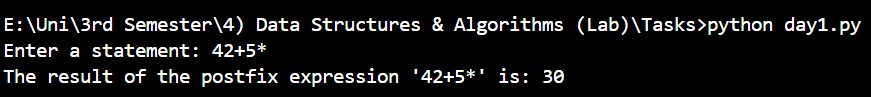 E:\Uni\3rd Semester\4) Data Structures & Algorithms (Lab)\Tasks>python day1.py
Enter a statement: 42+5*
The result of the postfix expression '42+5*' is: 30